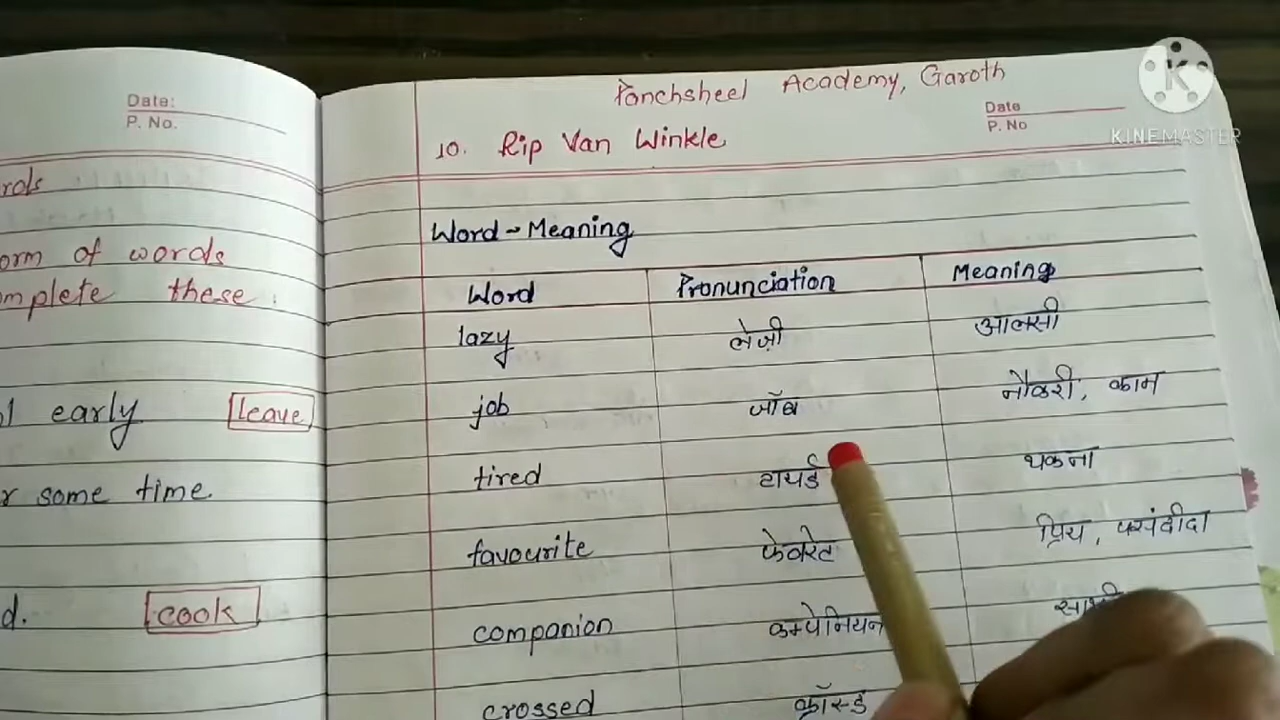 Date:
P. No.
rds
orm of words
mplete these
l early leave
r some time
d. cook
Panchsheel Academy, Garoth
Date
P. No
10. Rip Van Winkle
Word - Meaning
Word Pronunciation Meaning
lazy लेज़ी आलसी
job जॉब नौकरी, काम
tired टायर्ड थकना
favourite फेवरेट प्रिय, पसंदीदा
companion कम्पेनियन
crossed क्रॉस्ड
K
KINEMASTER